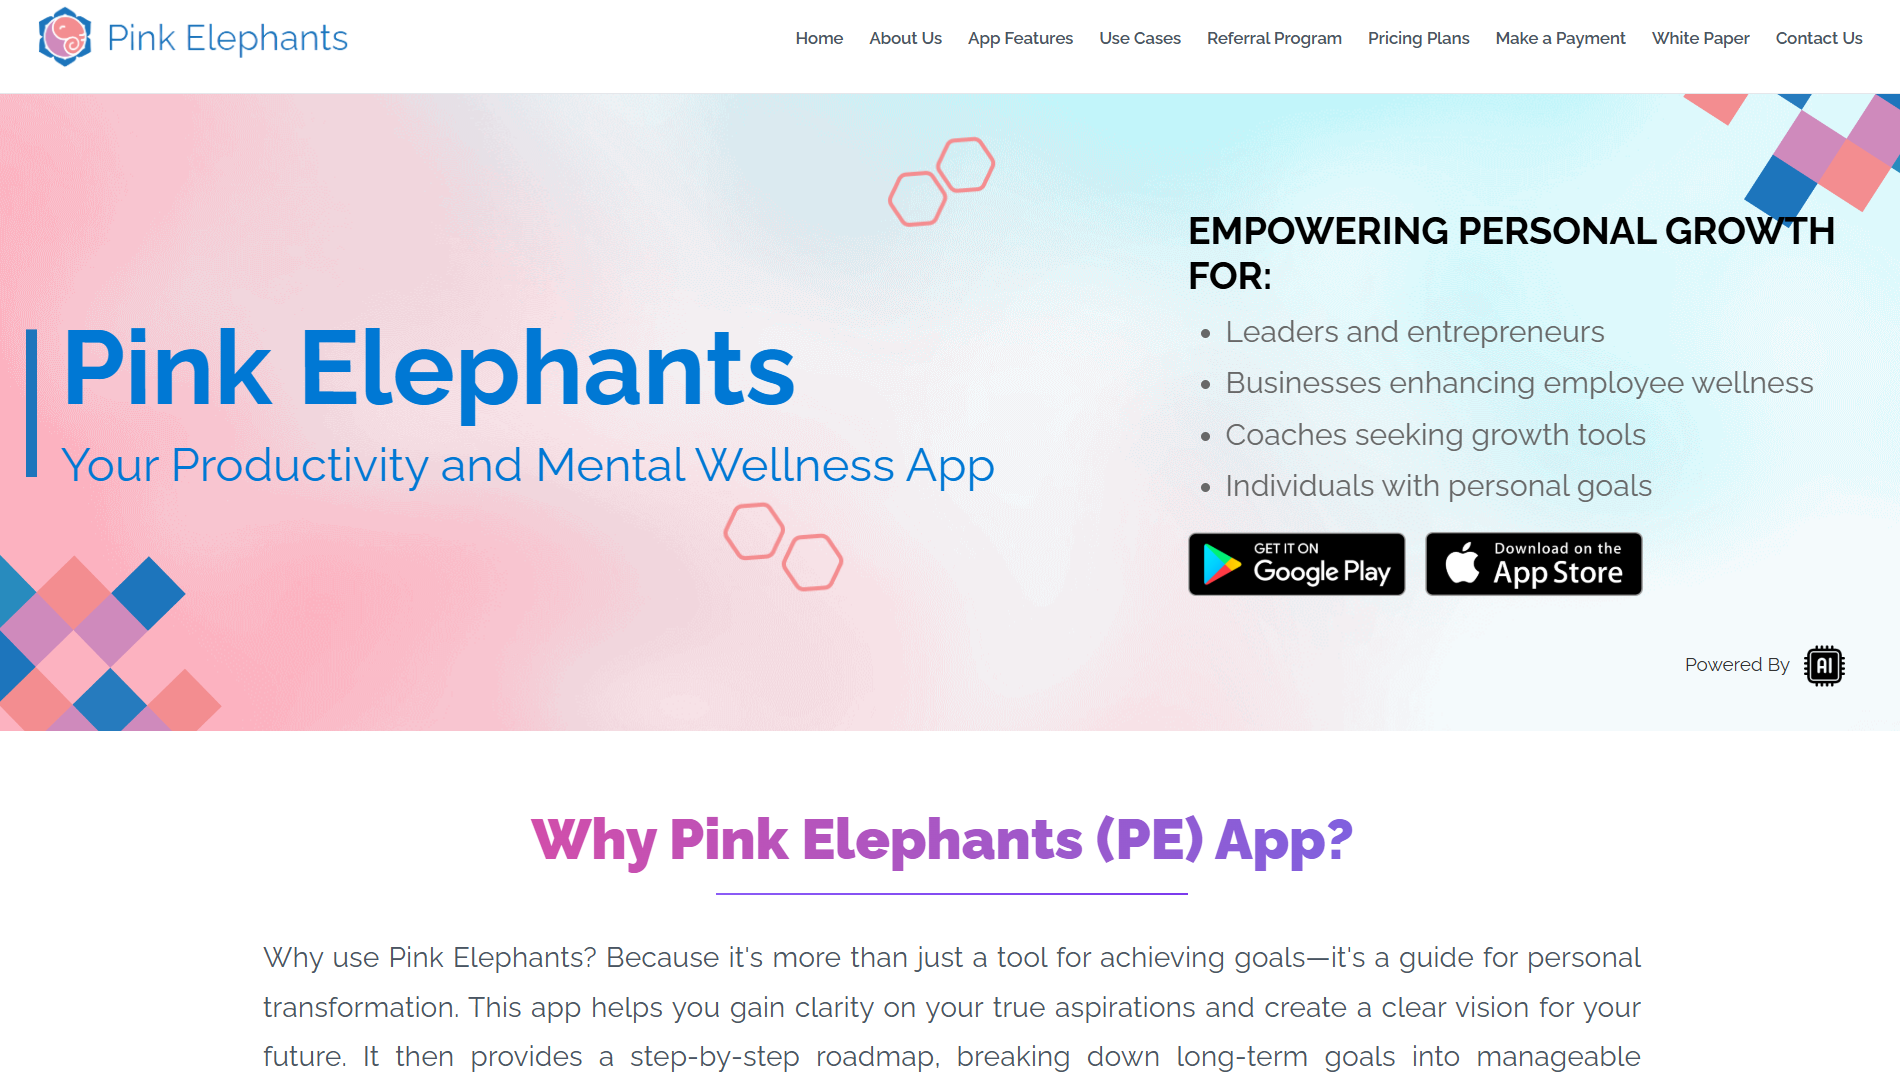 Pink Elephants
Home About Us App Features Use Cases Referral Program Pricing Plans Make a Payment White Paper Contact Us
Pink Elephants
Your Productivity and Mental Wellness App
EMPOWERING PERSONAL GROWTH
FOR:
Leaders and entrepreneurs
Businesses enhancing employee wellness
Coaches seeking growth tools
Individuals with personal goals
GET IT ON
Google Play
Download on the
App Store
Powered By AI
Why Pink Elephants (PE) App?
Why use Pink Elephants? Because it's more than just a tool for achieving goals—it's a guide for personal
transformation. This app helps you gain clarity on your true aspirations and create a clear vision for your
future. It then provides a step-by-step roadmap, breaking down long-term goals into manageable